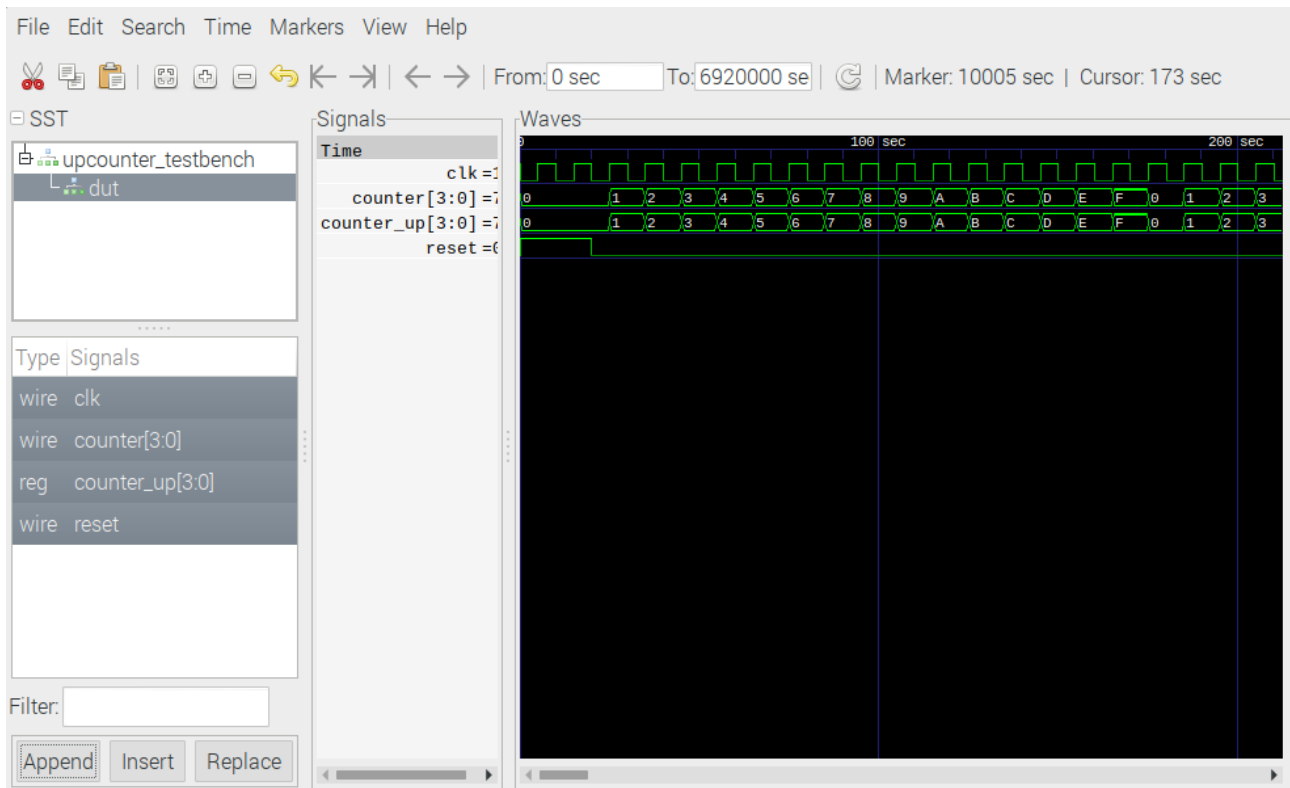 File Edit Search Time Markers View Help
From: 0 sec To: 6920000 se Marker: 10005 sec | Cursor: 173 sec
SST
upcounter_testbench
dut
Type Signals
wire clk
wire counter[3:0]
reg counter_up[3:0]
wire reset
Filter:
Append Insert Replace
Signals
Time
clk =1
counter[3:0] =7
counter_up[3:0] =7
reset =0
Waves
0 100 sec 200 sec
0 1 2 3 4 5 6 7 8 9 A B C D E F 0 1 2 3
0 1 2 3 4 5 6 7 8 9 A B C D E F 0 1 2 3